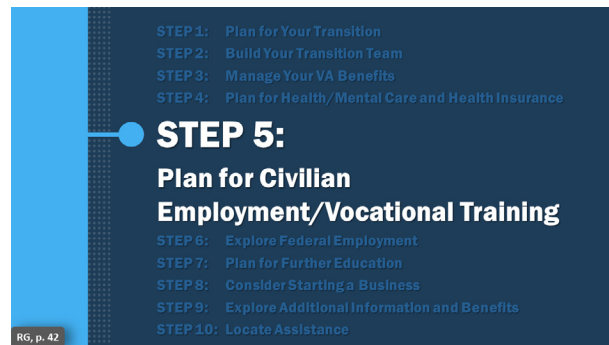 STEP 1: Plan for Your Transition
STEP 2: Build Your Transition Team
STEP 3: Manage Your VA Benefits
STEP 4: Plan for Health/Mental Care and Health Insurance
STEP 5:
Plan for Civilian
Employment/Vocational Training
STEP 6: Explore Federal Employment
STEP 7: Plan for Further Education
STEP 8: Consider Starting a Business
STEP 9: Explore Additional Information and Benefits
STEP 10: Locate Assistance
RG, p. 42